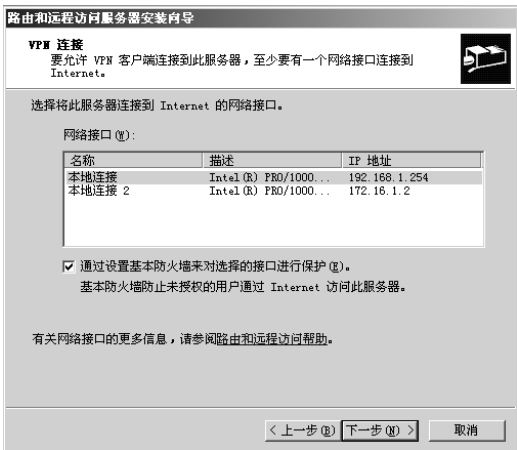 路由和远程访问服务器安装向导
VPN 连接
要允许 VPN 客户端连接到此服务器，至少要有一个网络接口连接到
Internet。
选择将此服务器连接到 Internet 的网络接口。
网络接口(W):
名称 描述 IP 地址
本地连接 Intel(R) PRO/1000... 192.168.1.254
本地连接 2 Intel(R) PRO/1000... 172.16.1.2
通过设置基本防火墙来对选择的接口进行保护(E)。
基本防火墙防止未授权的用户通过 Internet 访问此服务器。
有关网络接口的更多信息，请参阅路由和远程访问帮助。
< 上一步(B) 下一步(N) > 取消